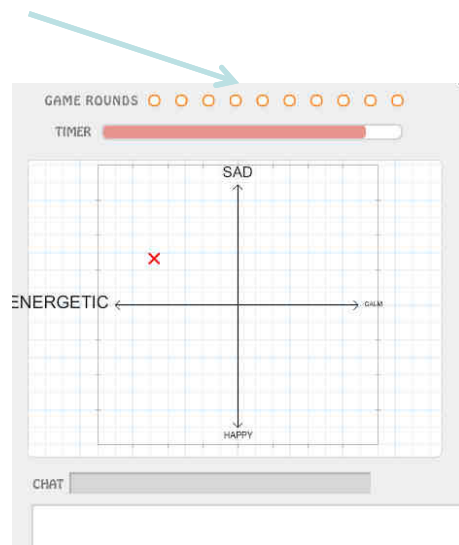 GAME ROUNDS
TIMER
SAD
ENERGETIC
CALM
HAPPY
CHAT